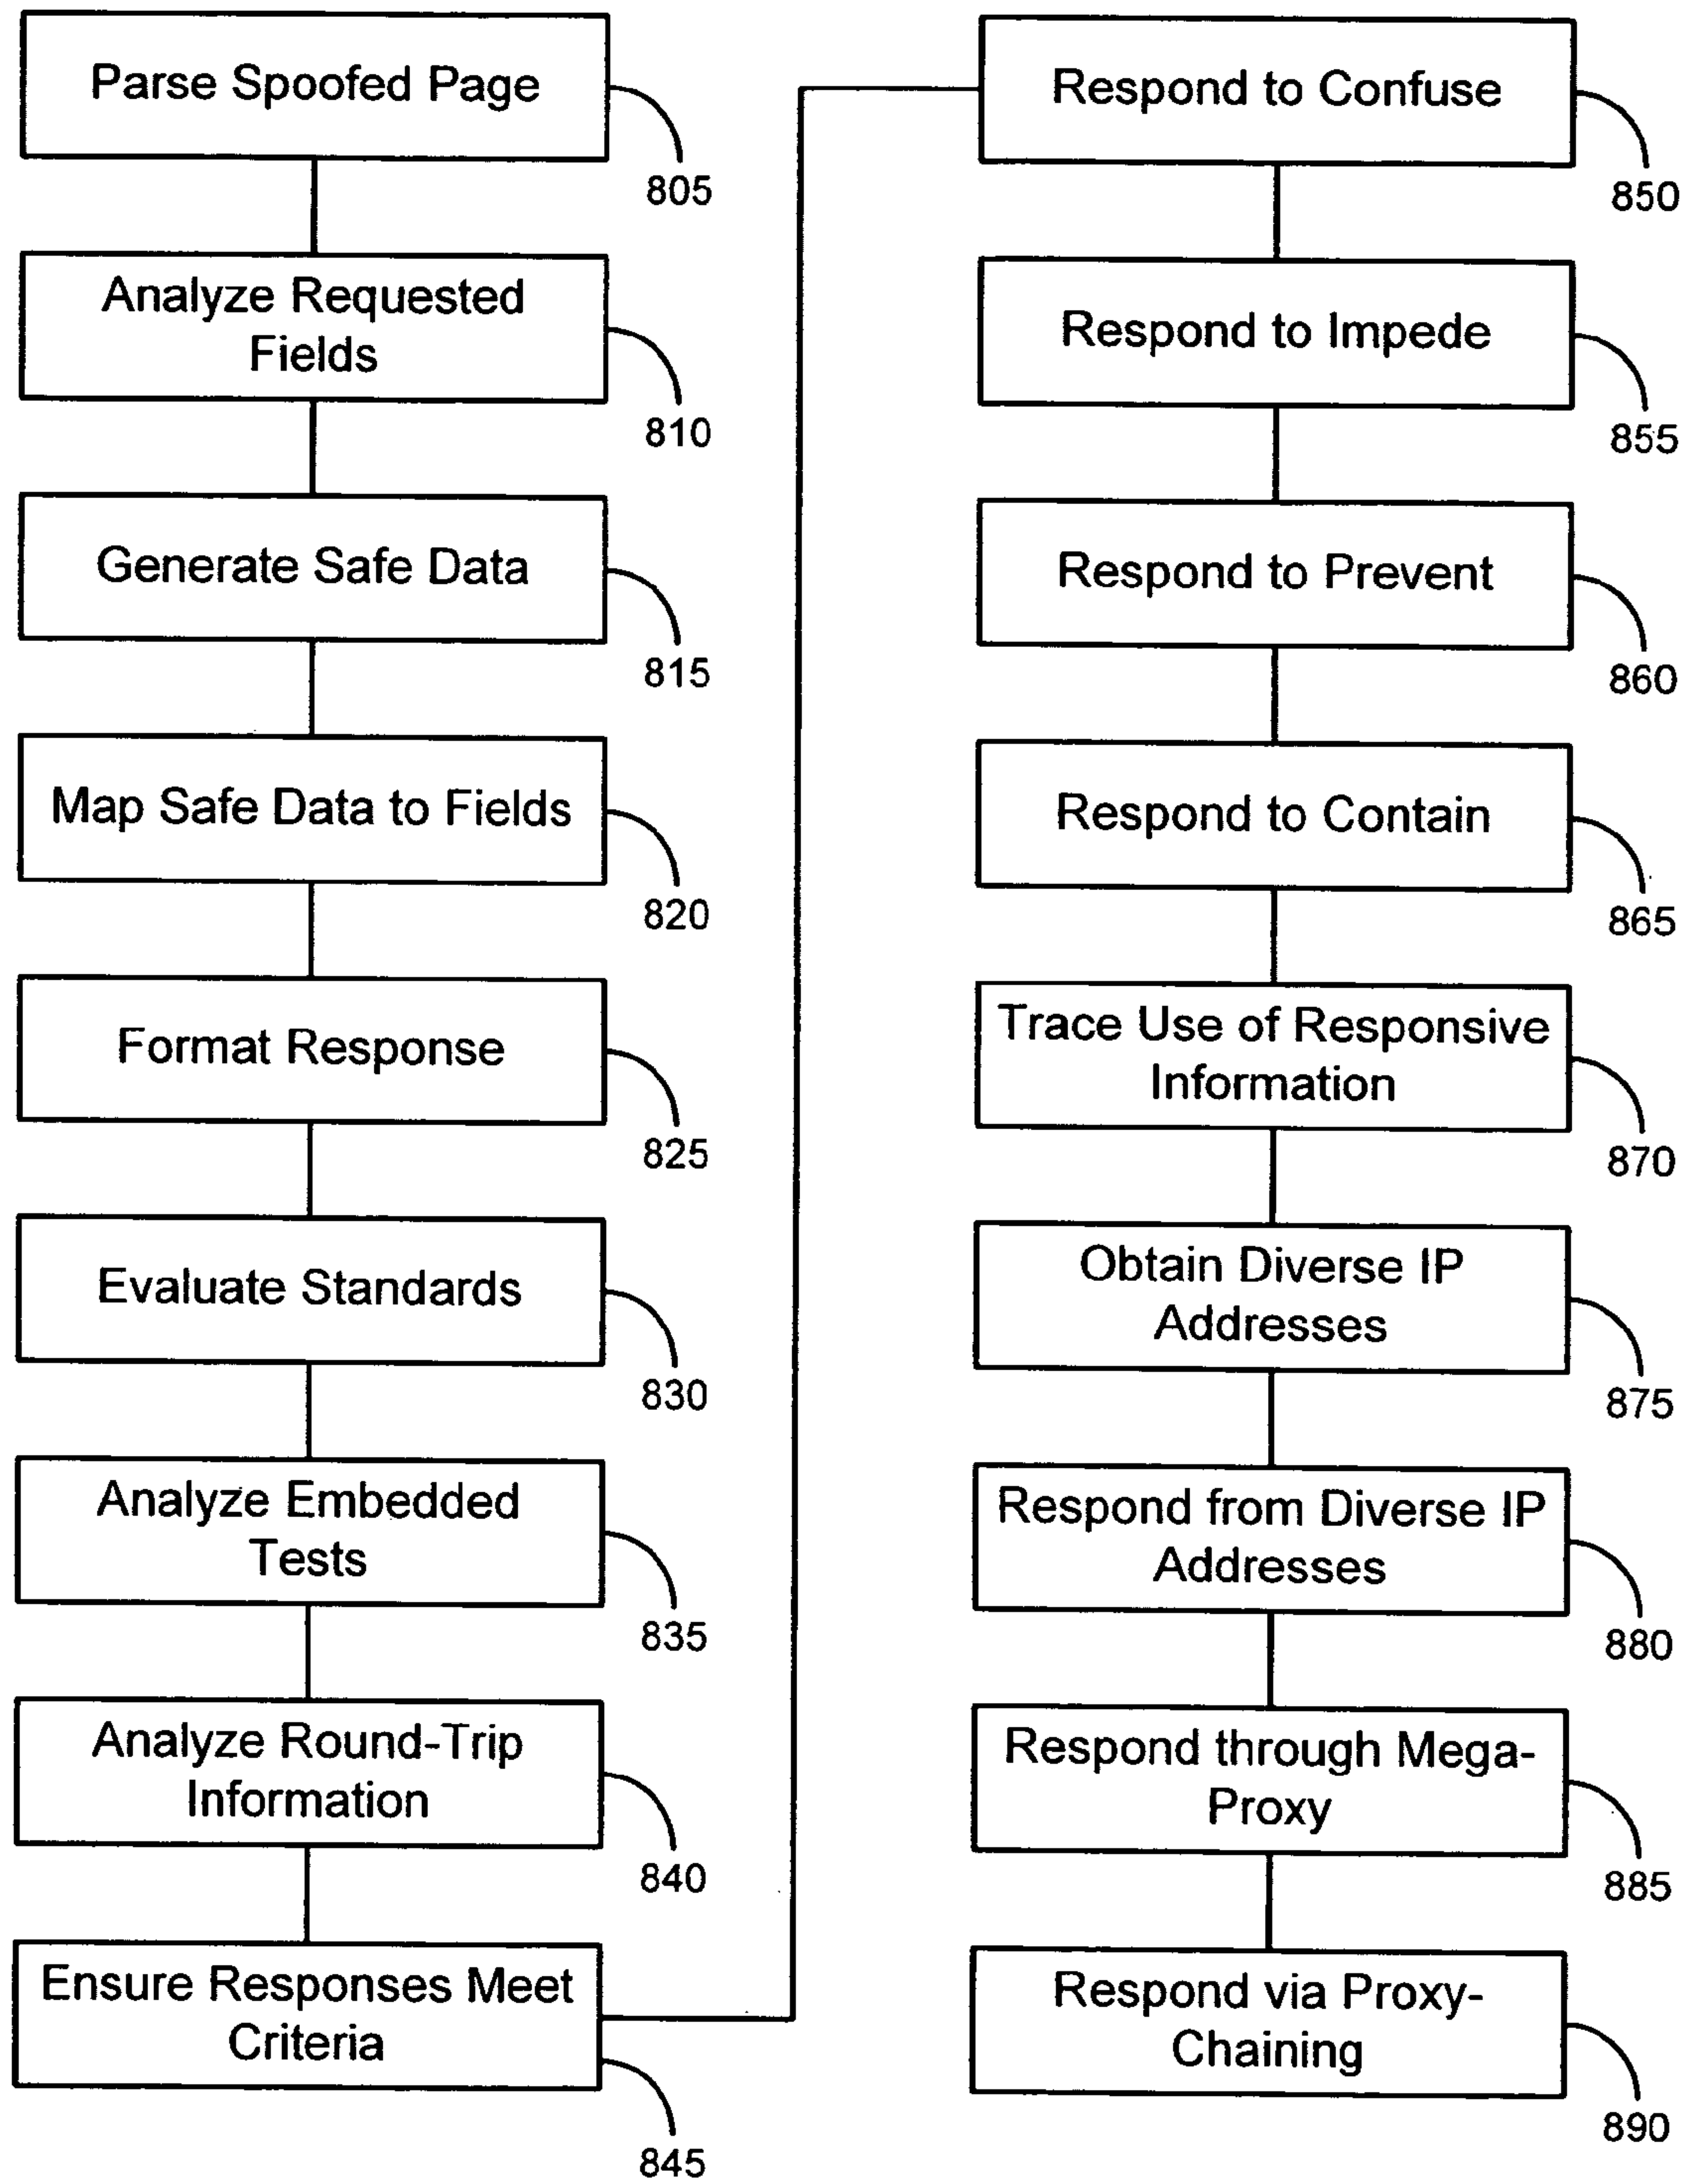 Parse Spoofed Page
805
Analyze Requested
Fields
810
Generate Safe Data
815
Map Safe Data to Fields
820
Format Response
825
Evaluate Standards
830
Analyze Embedded
Tests
835
Analyze Round-Trip
Information
840
Ensure Responses Meet
Criteria
845
Respond to Confuse
850
Respond to Impede
855
Respond to Prevent
860
Respond to Contain
865
Trace Use of Responsive
Information
870
Obtain Diverse IP
Addresses
875
Respond from Diverse IP
Addresses
880
Respond through Mega-
Proxy
885
Respond via Proxy-
Chaining
890